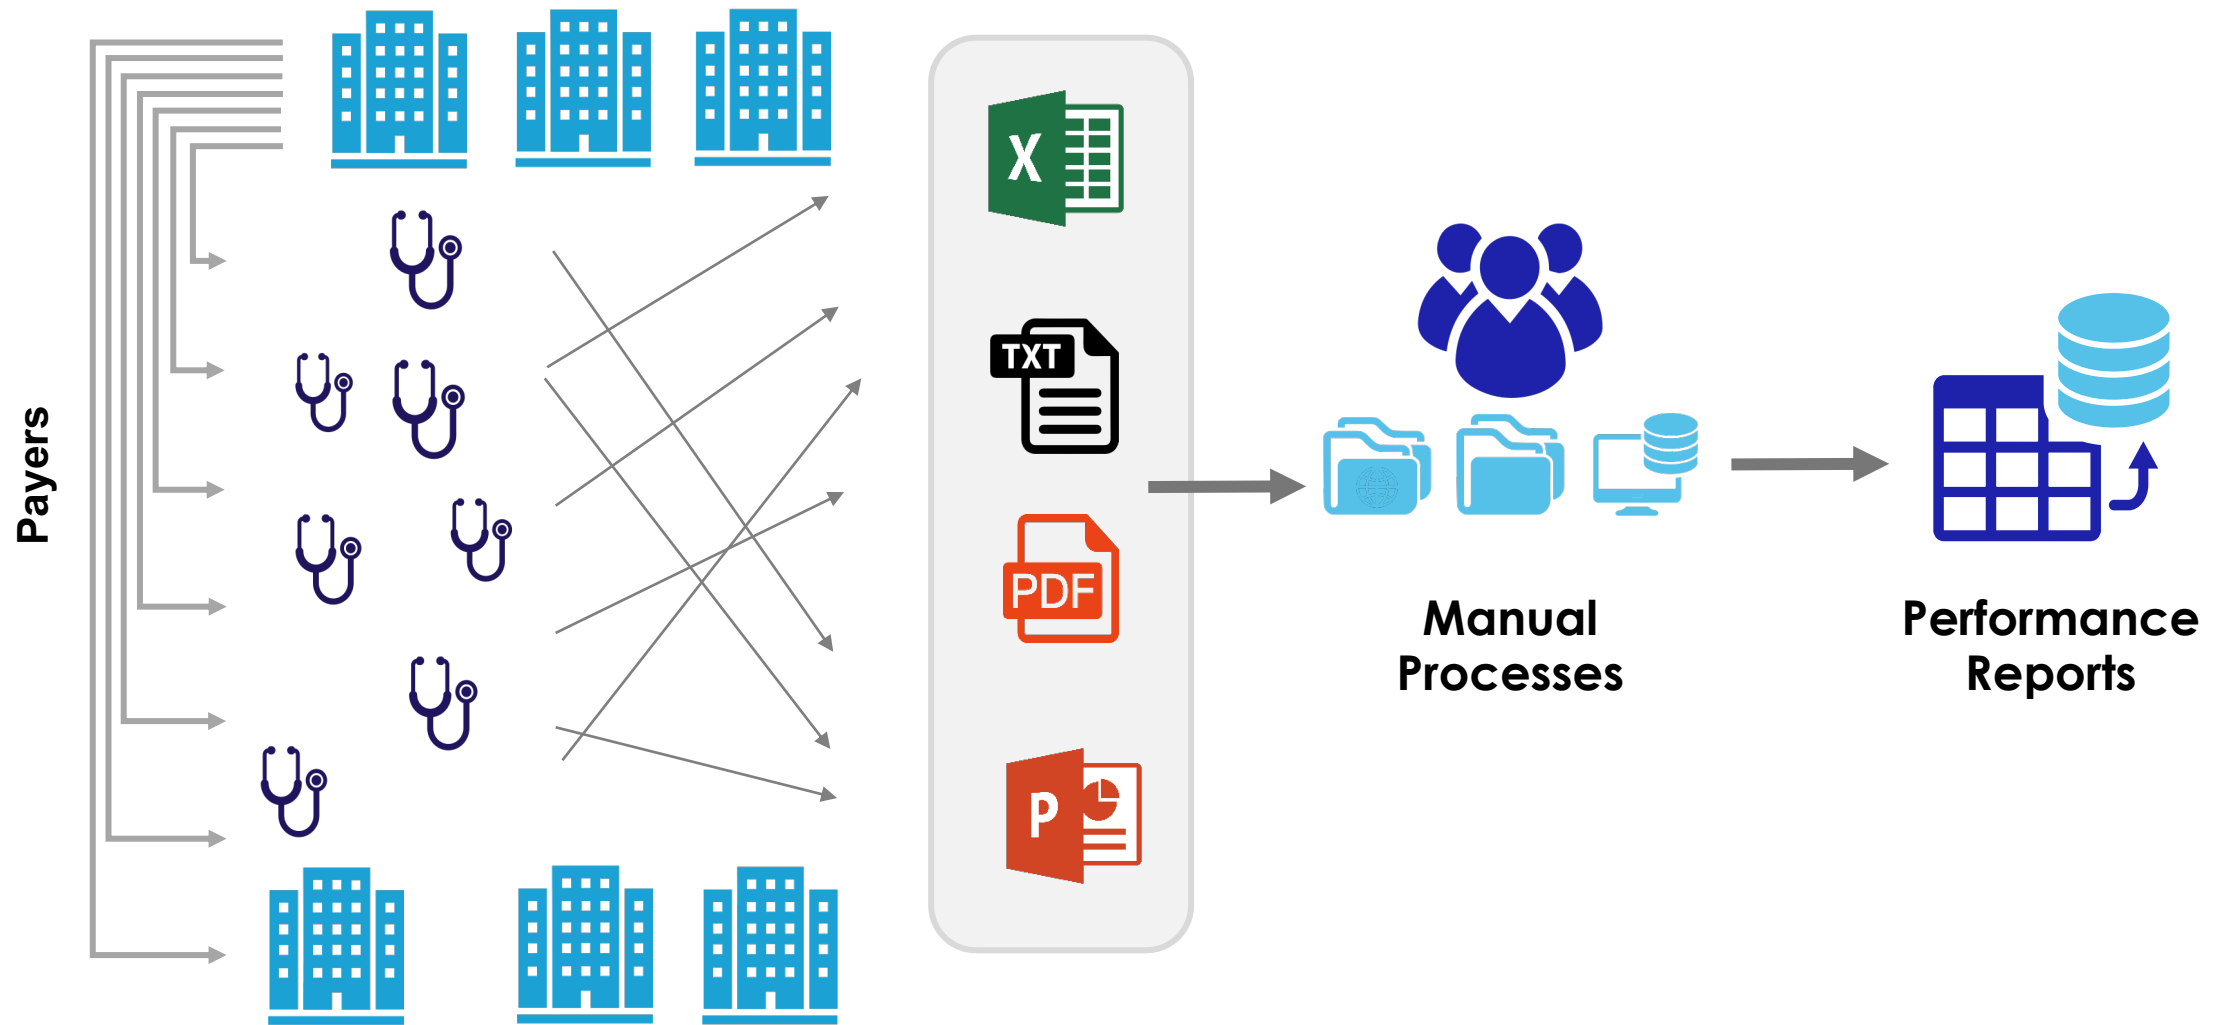 Payers
X
TXT
PDF
P
Manual
Processes
Performance
Reports